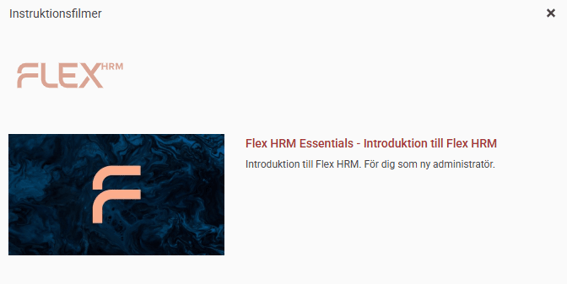 Instruktionsfilmer
FLEX HRM
Flex HRM Essentials - Introduktion till Flex HRM
Introduktion till Flex HRM. För dig som ny administratör.
F